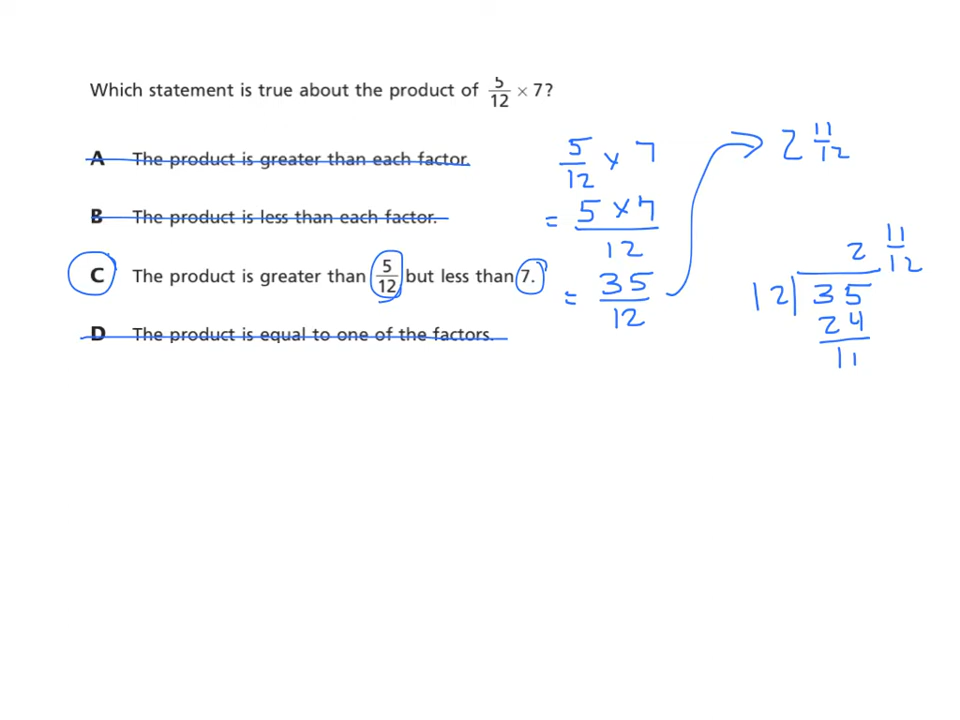 Which statement is true about the product of 5/12 × 7?
A The product is greater than each factor.
B The product is less than each factor.
C The product is greater than 5/12 but less than 7.
D The product is equal to one of the factors.
5/12 × 7
= 5 × 7/12
= 35/12
2 11/12
2 11/12
12 35
24
11